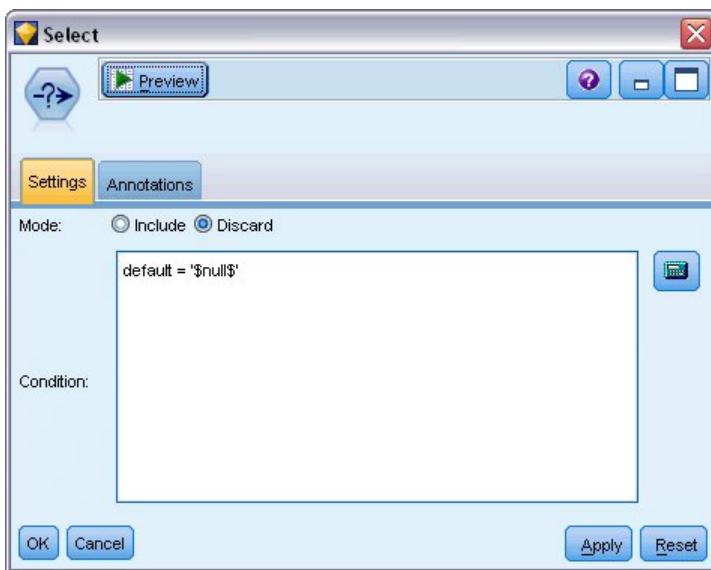 Select
Preview
Settings Annotations
Mode: Include Discard
default = '$null$'
Condition:
OK Cancel Apply Reset